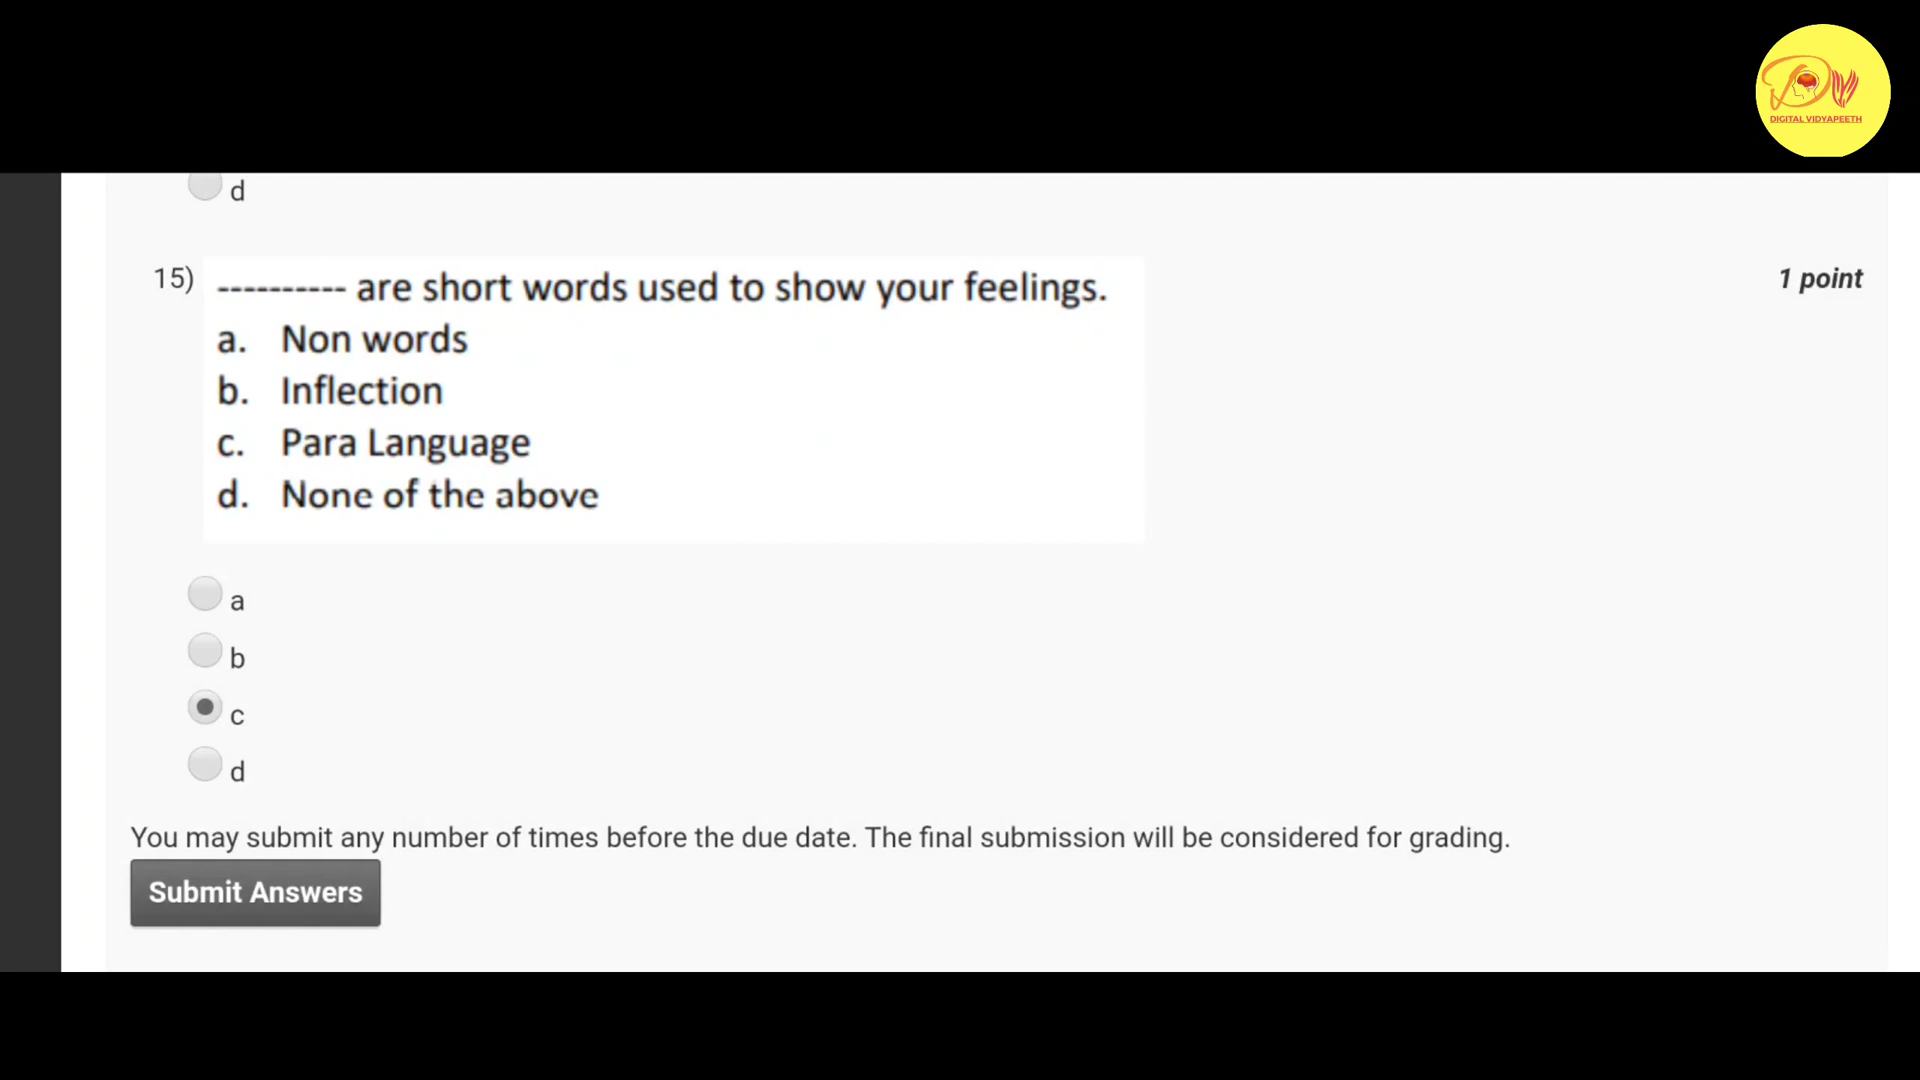 DV
DIGITAL VIDYAPEETH
d
15) ---------- are short words used to show your feelings.
1 point
a. Non words
b. Inflection
c. Para Language
d. None of the above
a
b
c
d
You may submit any number of times before the due date. The final submission will be considered for grading.
Submit Answers